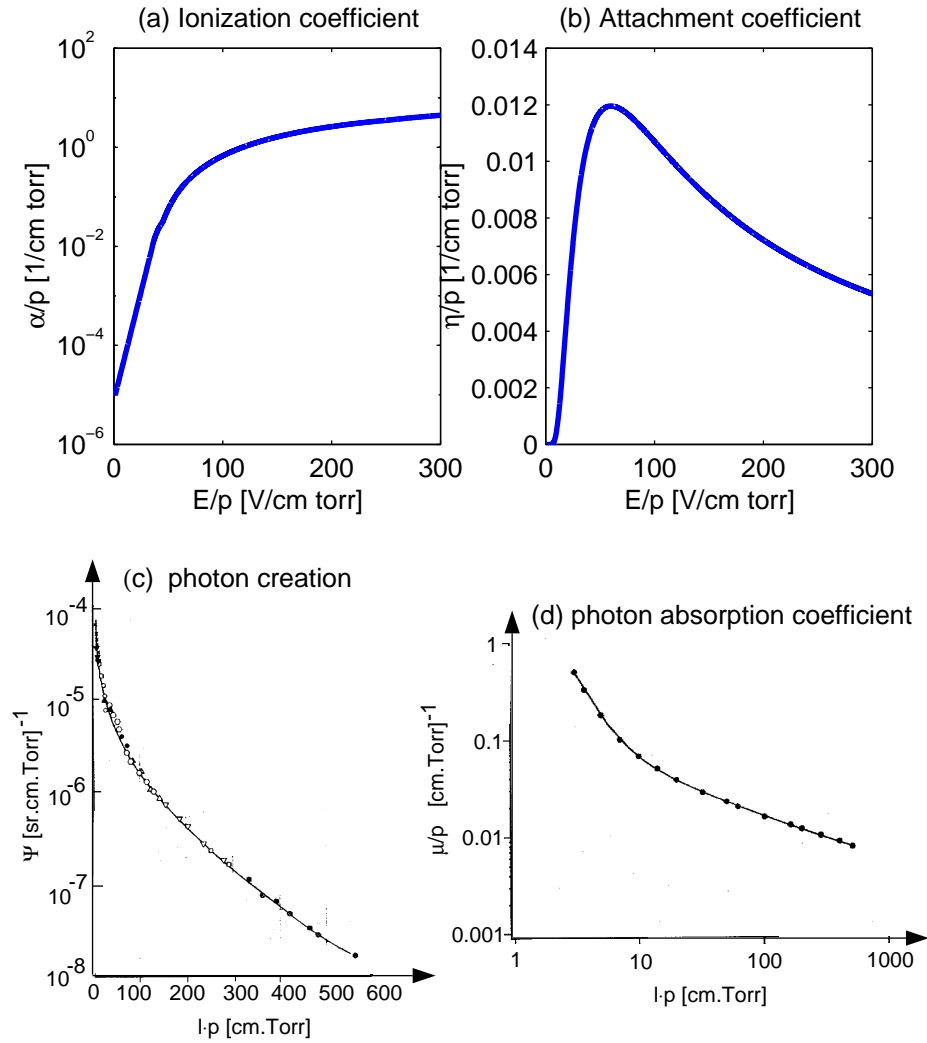 (a) Ionization coefficient
10^2
10^0
10^−2
10^−4
10^−6
α/p [1/cm torr]
0 100 200 300
E/p [V/cm torr]
(b) Attachment coefficient
0.014
0.012
0.01
0.008
0.006
0.004
0.002
0
η/p [1/cm torr]
0 100 200 300
E/p [V/cm torr]
(c) photon creation
10^-4
10^-5
10^-6
10^-7
10^-8
Ψ [sr.cm.Torr]^-1
0 100 200 300 400 500 600
l·p [cm.Torr]
(d) photon absorption coefficient
1
0.1
0.01
0.001
μ/p [cm.Torr]^-1
1 10 100 1000
l·p [cm.Torr]